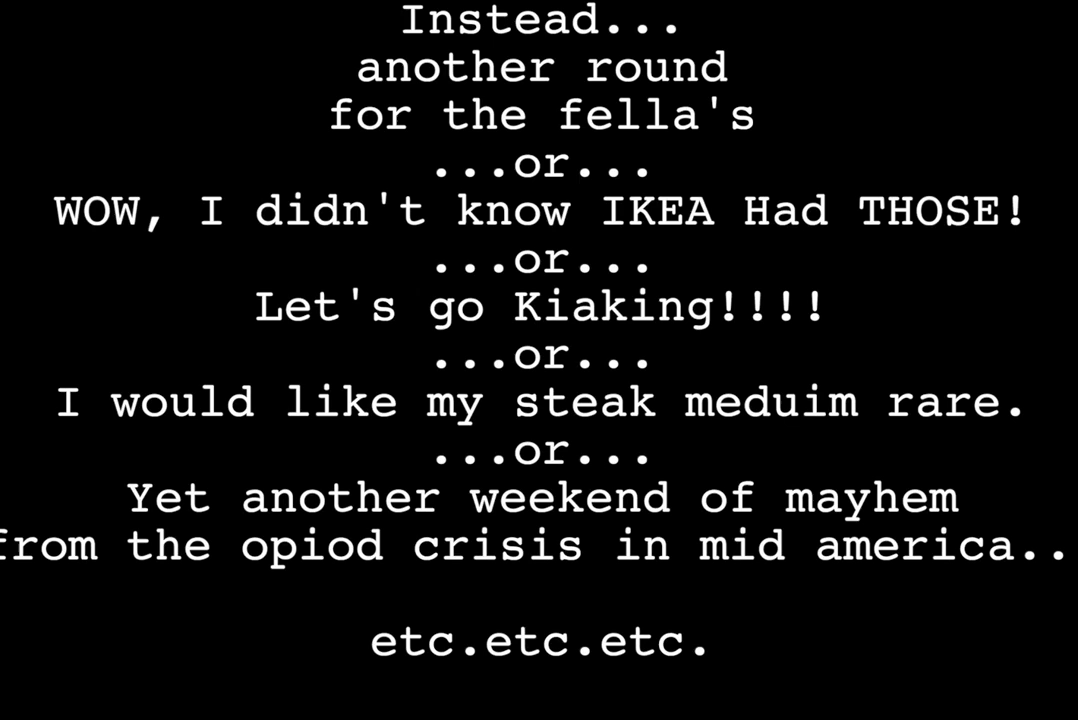 Instead...
another round
for the fella's
...or...
WOW, I didn't know IKEA Had THOSE!
...or...
Let's go Kiaking!!!!
...or...
I would like my steak meduim rare.
...or...
Yet another weekend of mayhem
from the opiod crisis in mid america..
etc.etc.etc.